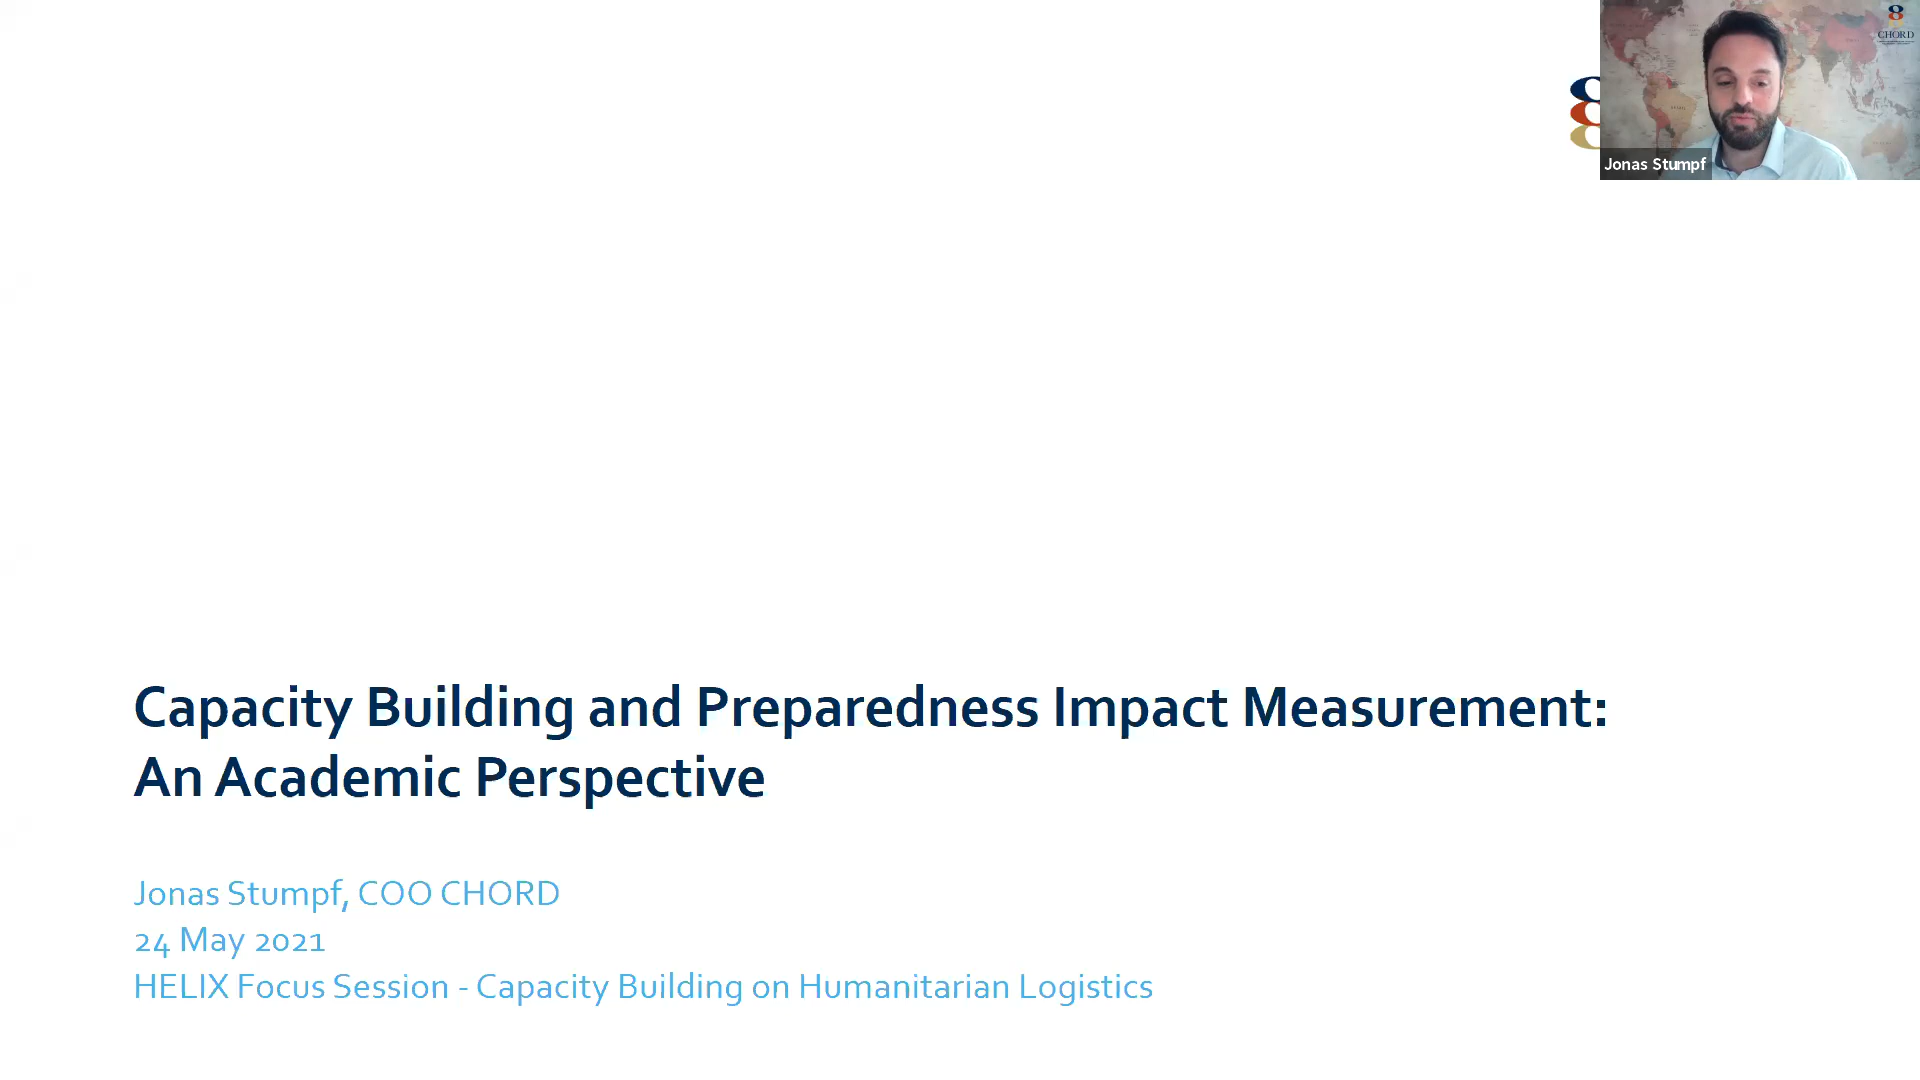 CHORD
Jonas Stumpf
Capacity Building and Preparedness Impact Measurement:
An Academic Perspective
Jonas Stumpf, COO CHORD
24 May 2021
HELIX Focus Session - Capacity Building on Humanitarian Logistics